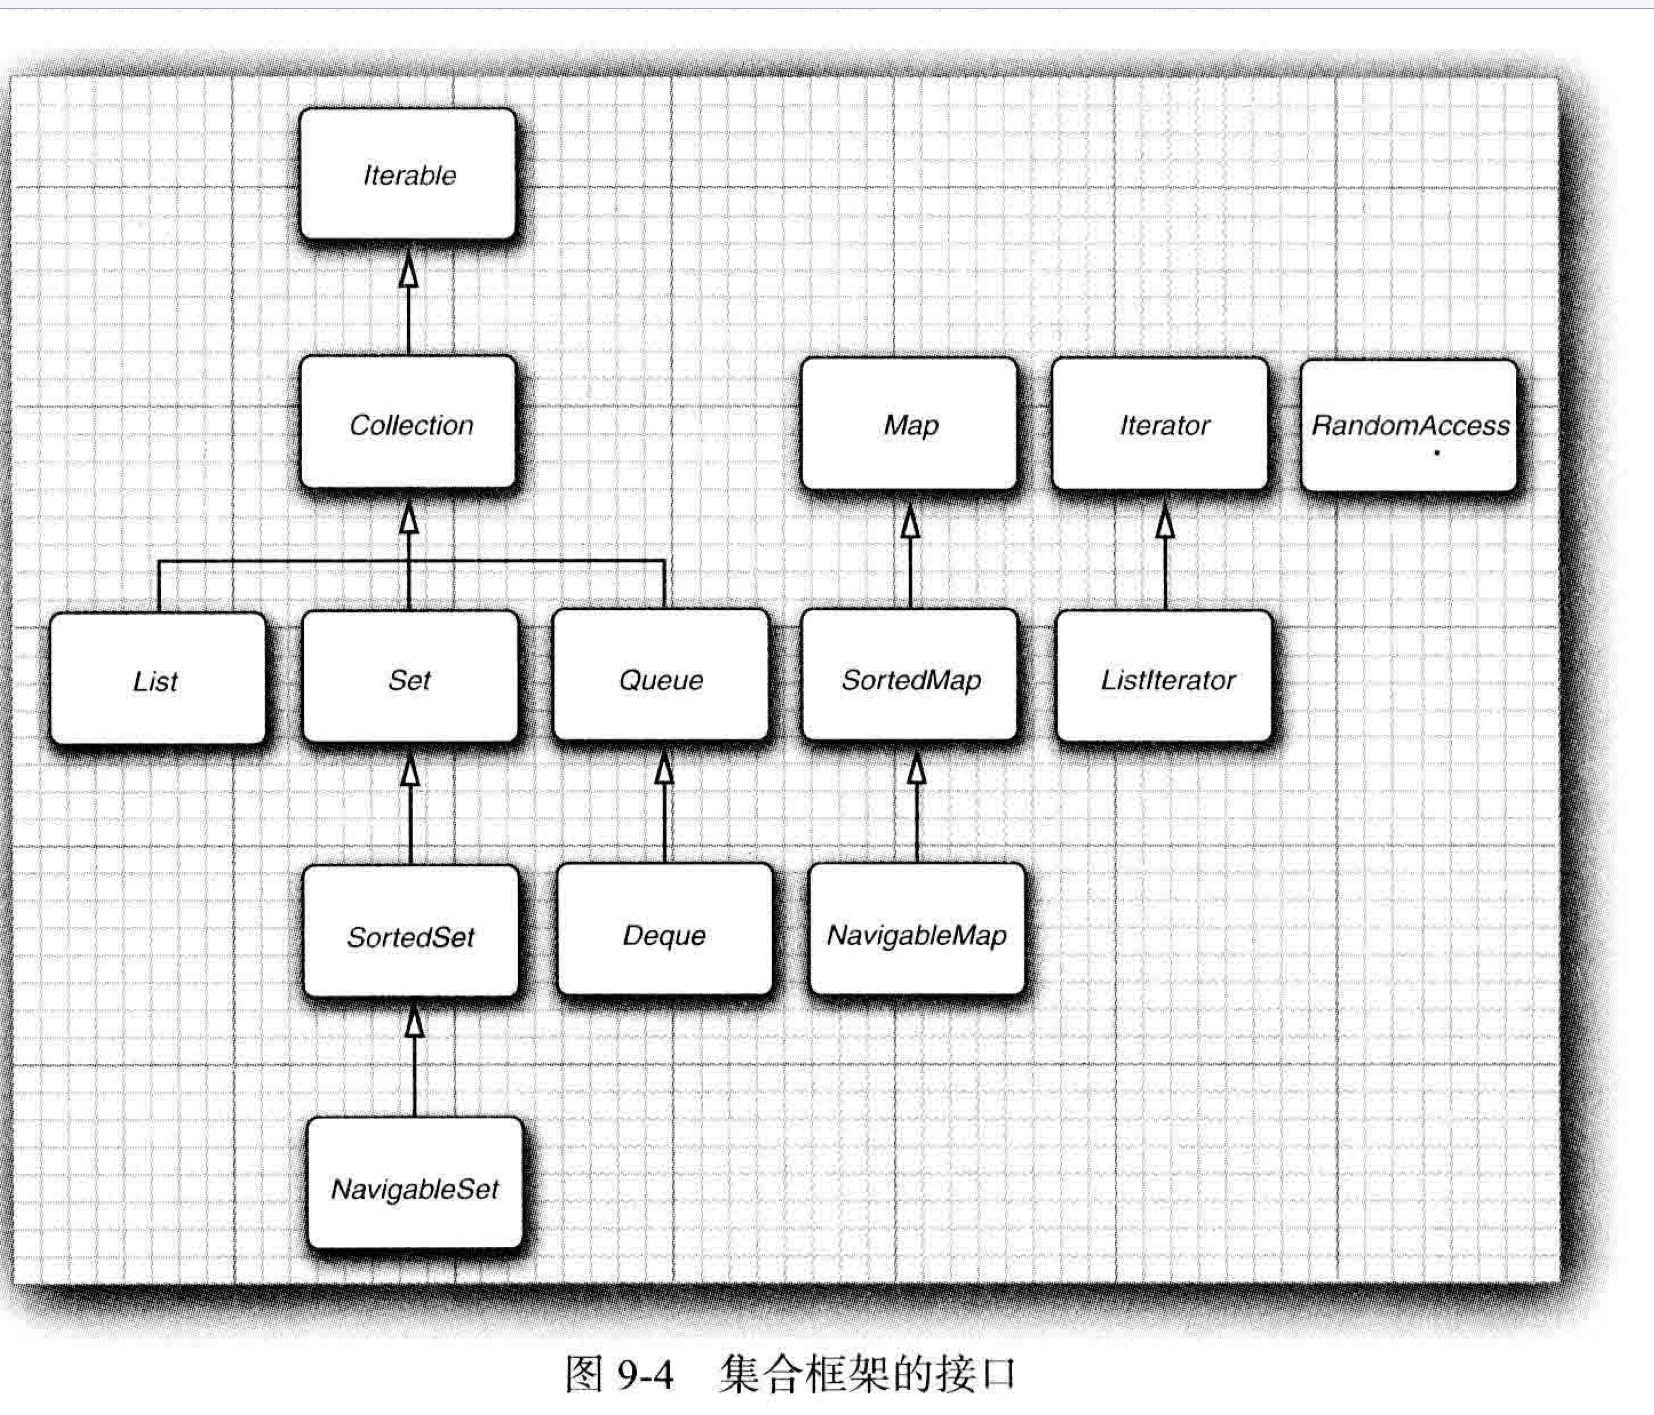 Iterable
Collection
Map
Iterator
RandomAccess
List
Set
Queue
SortedMap
ListIterator
SortedSet
Deque
NavigableMap
NavigableSet
图 9-4 集合框架的接口